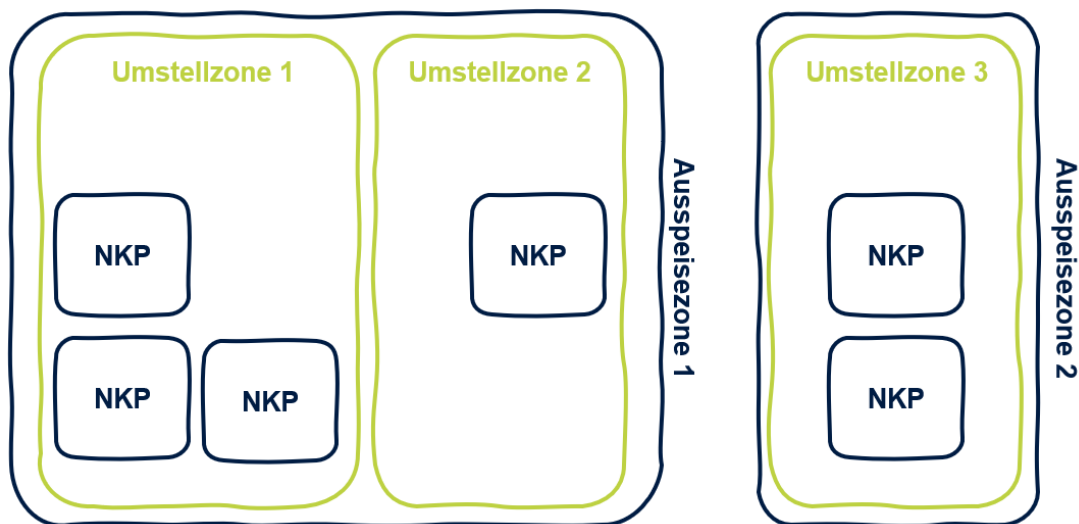 Umstellzone 1
Umstellzone 2
Umstellzone 3
NKP
NKP
NKP
NKP
NKP
NKP
Ausspeisezone 1
Ausspeisezone 2